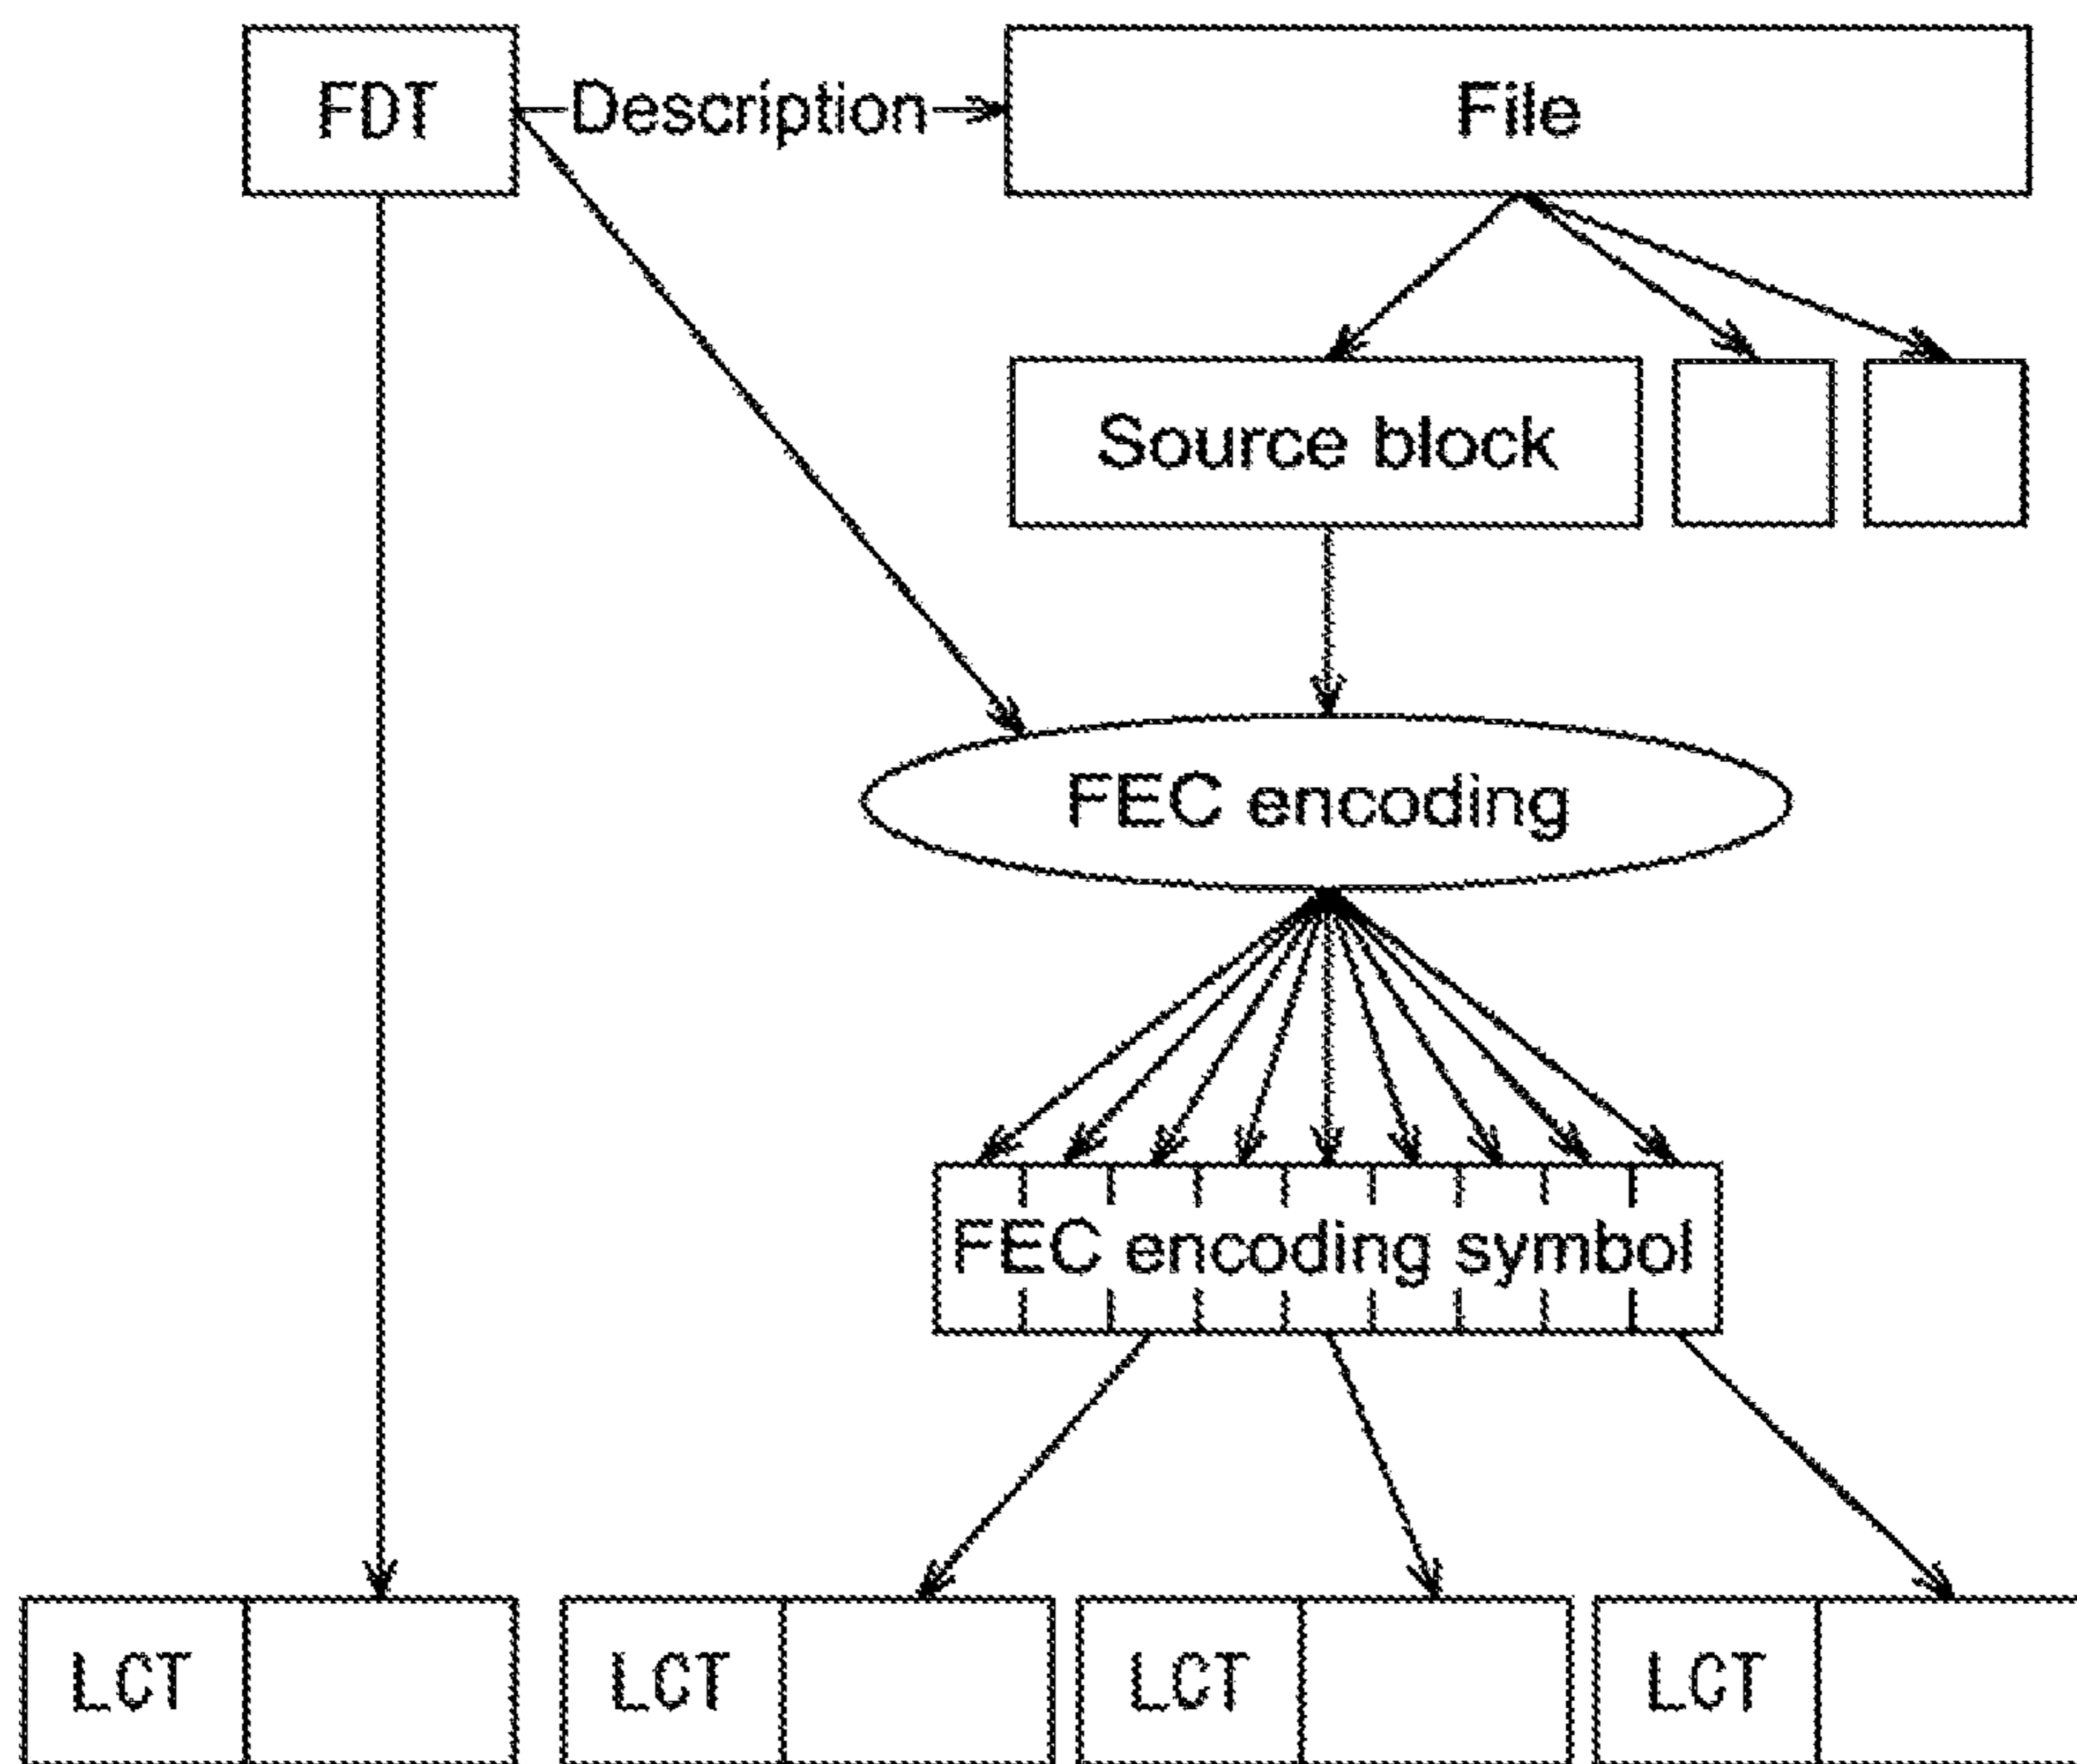 FDT
Description
File
Source block
FEC encoding
FEC encoding symbol
LCT
LCT
LCT
LCT